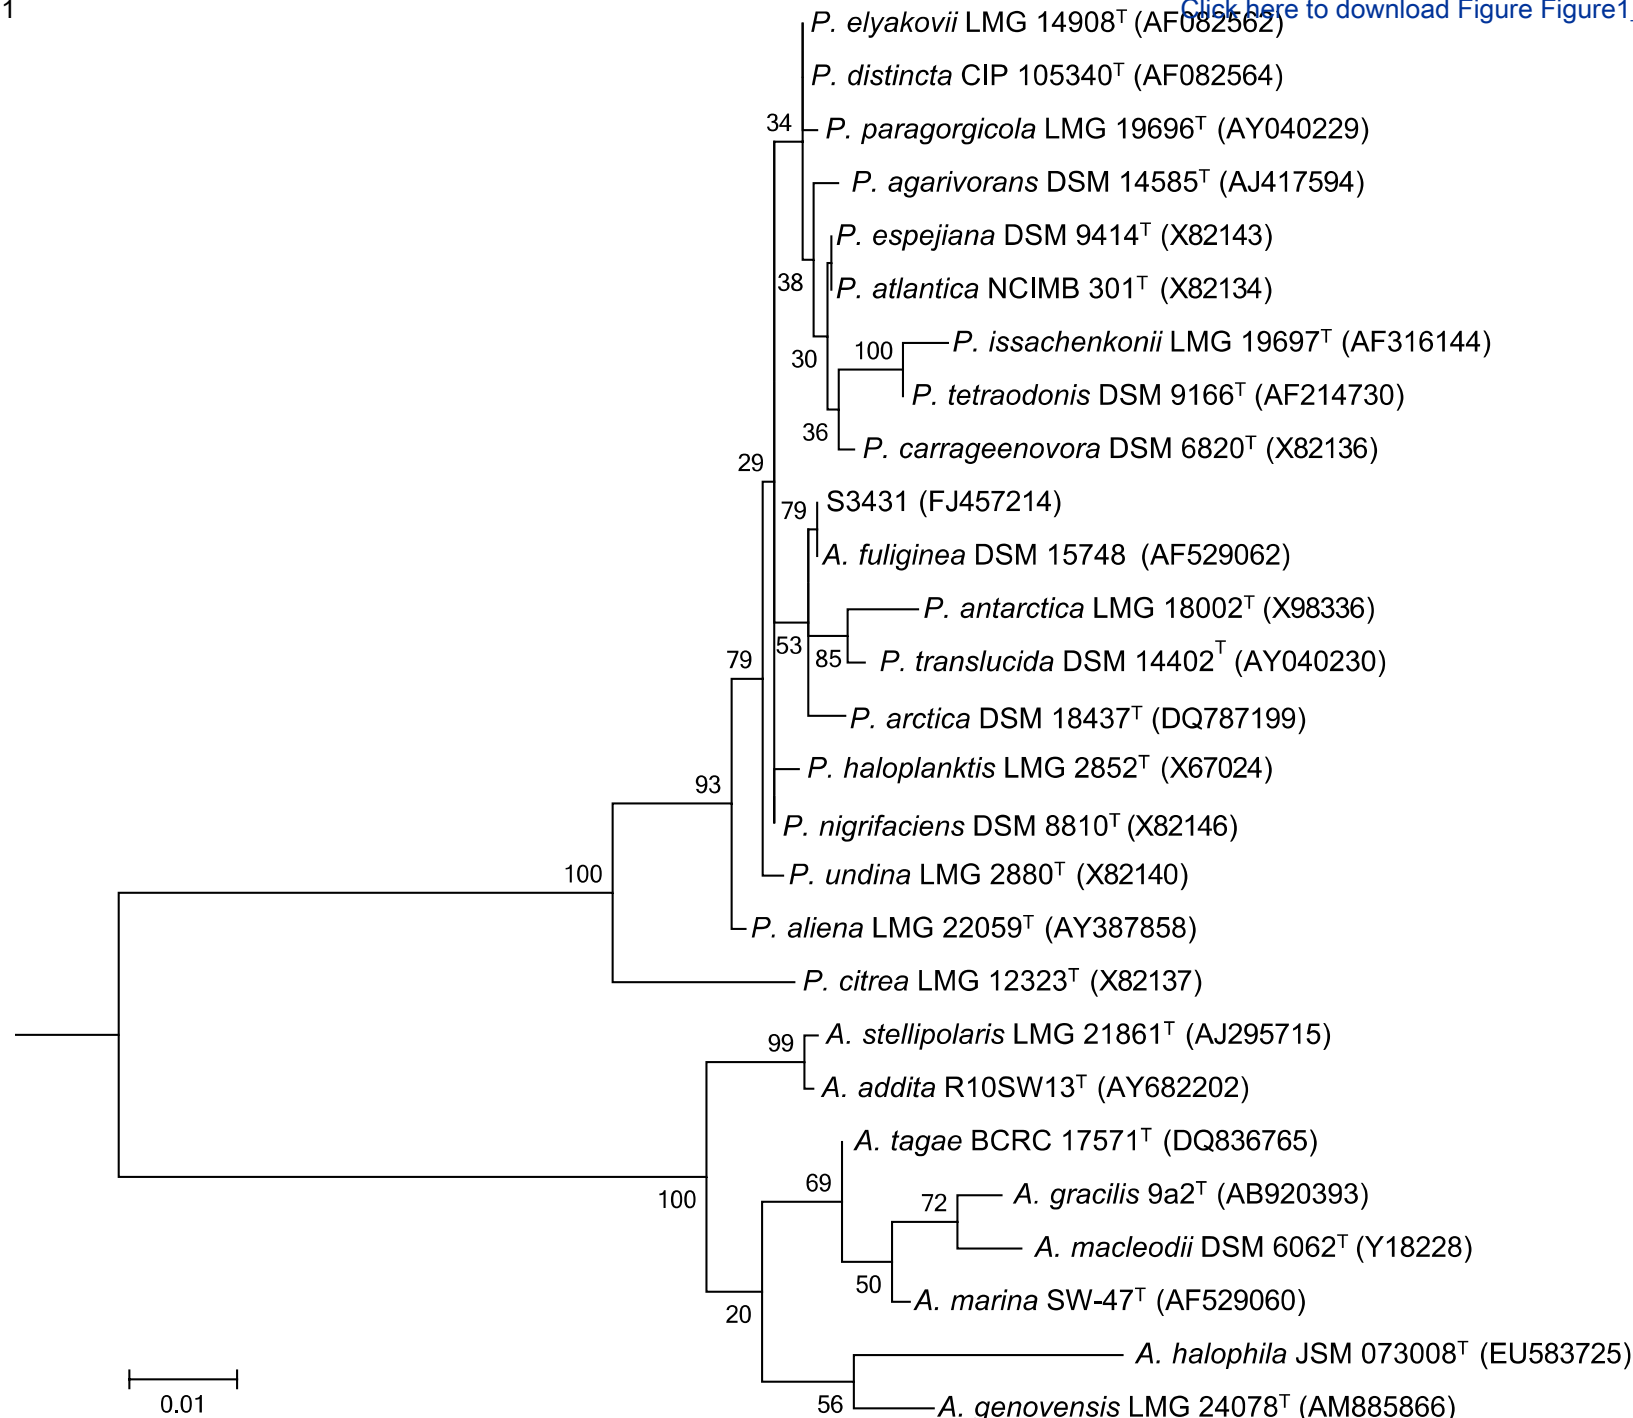 1
Click here to download Figure Figure1_
P. elyakovii LMG 14908ᵀ (AF082562)
P. distincta CIP 105340ᵀ (AF082564)
34
P. paragorgicola LMG 19696ᵀ (AY040229)
P. agarivorans DSM 14585ᵀ (AJ417594)
P. espejiana DSM 9414ᵀ (X82143)
38
P. atlantica NCIMB 301ᵀ (X82134)
P. issachenkonii LMG 19697ᵀ (AF316144)
30
100
P. tetraodonis DSM 9166ᵀ (AF214730)
36
P. carrageenovora DSM 6820ᵀ (X82136)
29
79
S3431 (FJ457214)
A. fuliginea DSM 15748 (AF529062)
P. antarctica LMG 18002ᵀ (X98336)
53
85
P. translucida DSM 14402ᵀ (AY040230)
79
P. arctica DSM 18437ᵀ (DQ787199)
P. haloplanktis LMG 2852ᵀ (X67024)
93
P. nigrifaciens DSM 8810ᵀ (X82146)
P. undina LMG 2880ᵀ (X82140)
100
P. aliena LMG 22059ᵀ (AY387858)
P. citrea LMG 12323ᵀ (X82137)
A. stellipolaris LMG 21861ᵀ (AJ295715)
99
A. addita R10SW13ᵀ (AY682202)
A. tagae BCRC 17571ᵀ (DQ836765)
69
100
72
A. gracilis 9a2ᵀ (AB920393)
A. macleodii DSM 6062ᵀ (Y18228)
50
A. marina SW-47ᵀ (AF529060)
20
A. halophila JSM 073008ᵀ (EU583725)
56
A. genovensis LMG 24078ᵀ (AM885866)
0.01